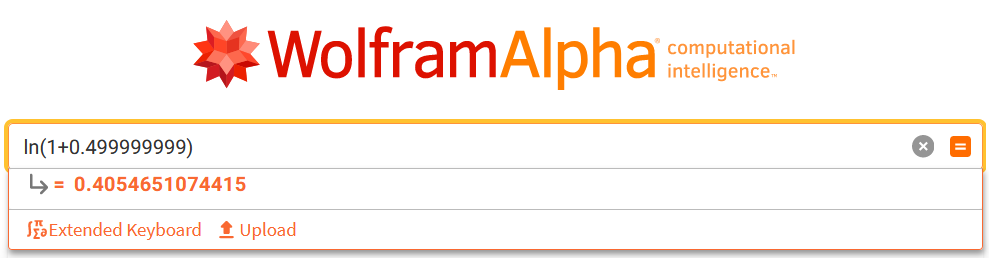 WolframAlpha® computational
intelligence™
ln(1+0.499999999)
= 0.4054651074415
∫π Σ∂ Extended Keyboard Upload